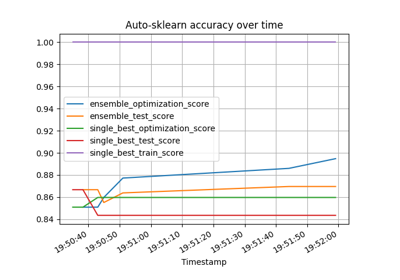 Auto-sklearn accuracy over time
1.00
0.98
0.96
0.94
0.92
0.90
0.88
0.86
0.84
ensemble_optimization_score
ensemble_test_score
single_best_optimization_score
single_best_test_score
single_best_train_score
19:50:40
19:50:50
19:51:00
19:51:10
19:51:20
19:51:30
19:51:40
19:51:50
19:52:00
Timestamp